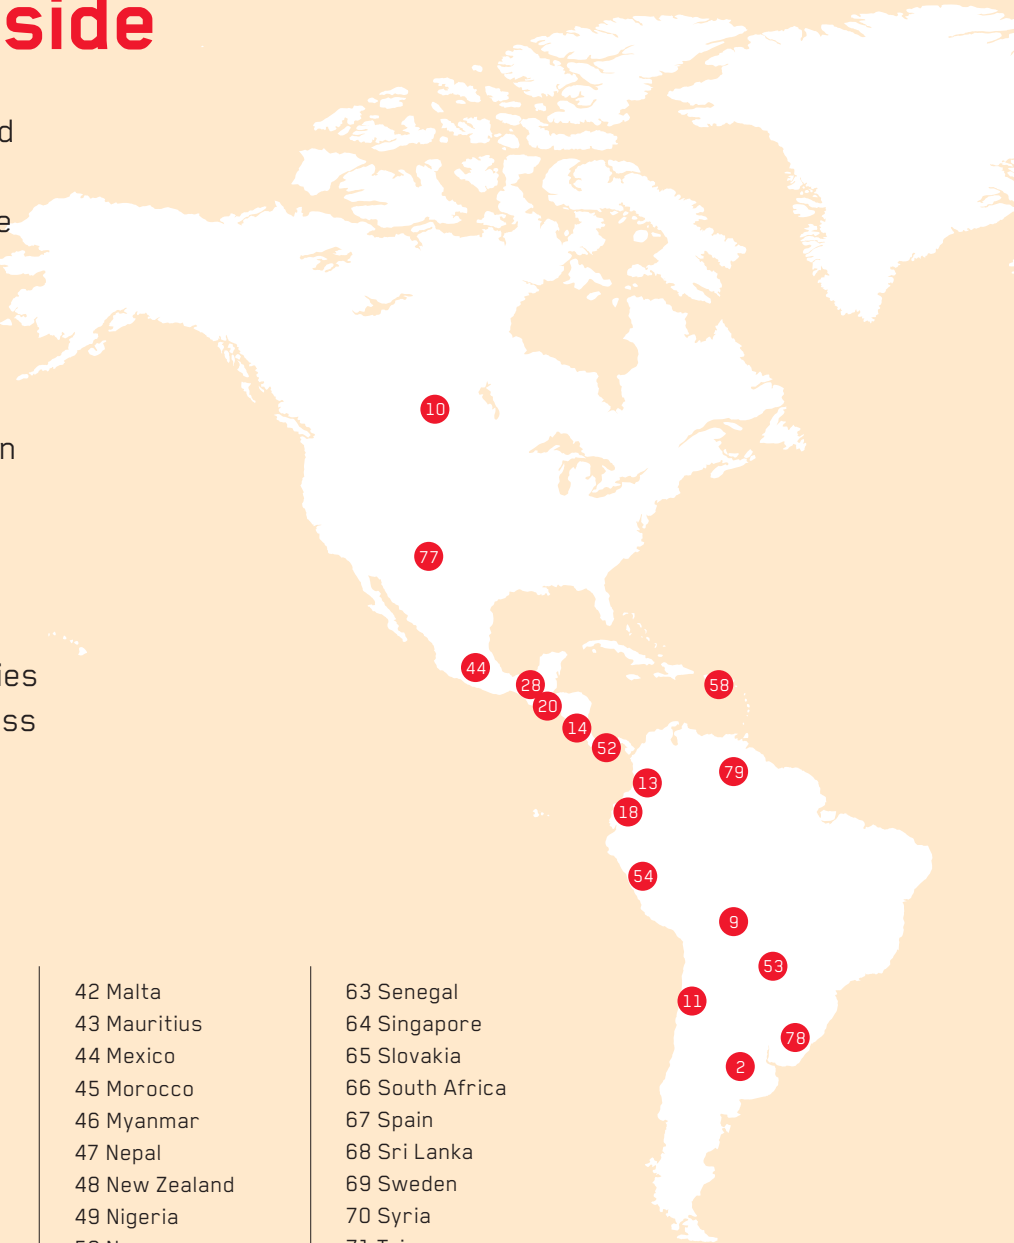 side
d
e
n
ies
ss
10
77
44
28
58
20
14
52
79
13
18
54
9
53
11
78
2
42 Malta
43 Mauritius
44 Mexico
45 Morocco
46 Myanmar
47 Nepal
48 New Zealand
49 Nigeria
63 Senegal
64 Singapore
65 Slovakia
66 South Africa
67 Spain
68 Sri Lanka
69 Sweden
70 Syria